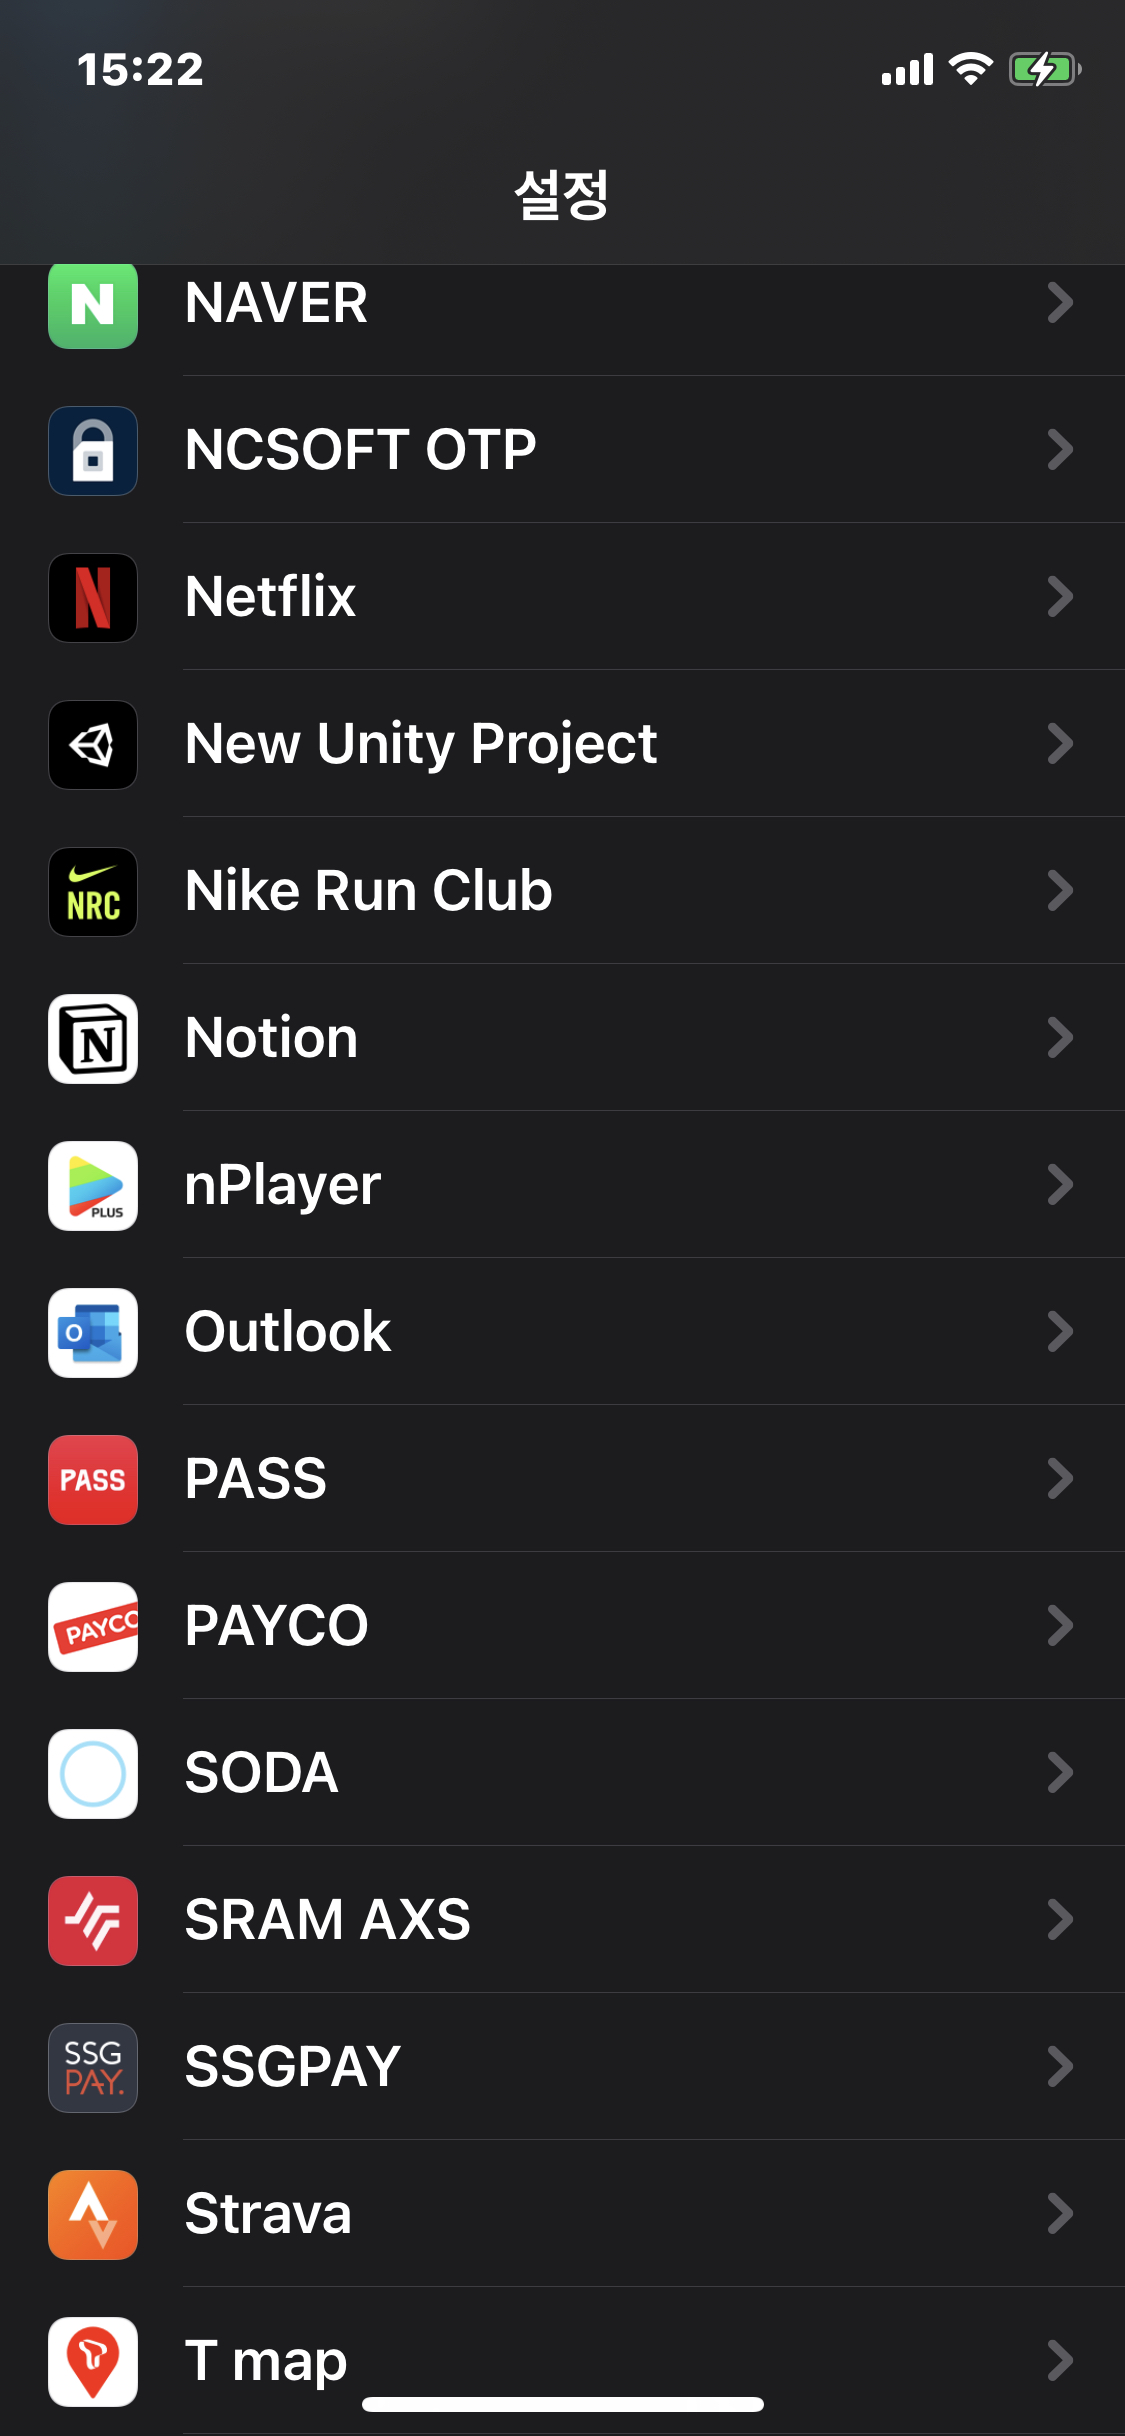 15:22
설정
N
NAVER
NCSOFT OTP
N
Netflix
New Unity Project
NRC
Nike Run Club
N
Notion
PLUS
nPlayer
O
Outlook
PASS
PASS
PAYCO
PAYCO
SODA
SRAM AXS
SSG
PAY.
SSGPAY
Strava
T map